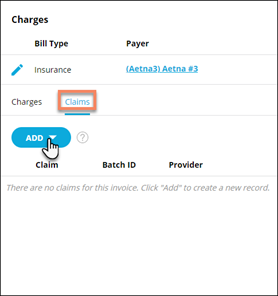 Charges
Bill Type Payer
Insurance (Aetna3) Aetna #3
Charges Claims
ADD ?
Claim Batch ID Provider
There are no claims for this invoice. Click "Add" to create a new record.